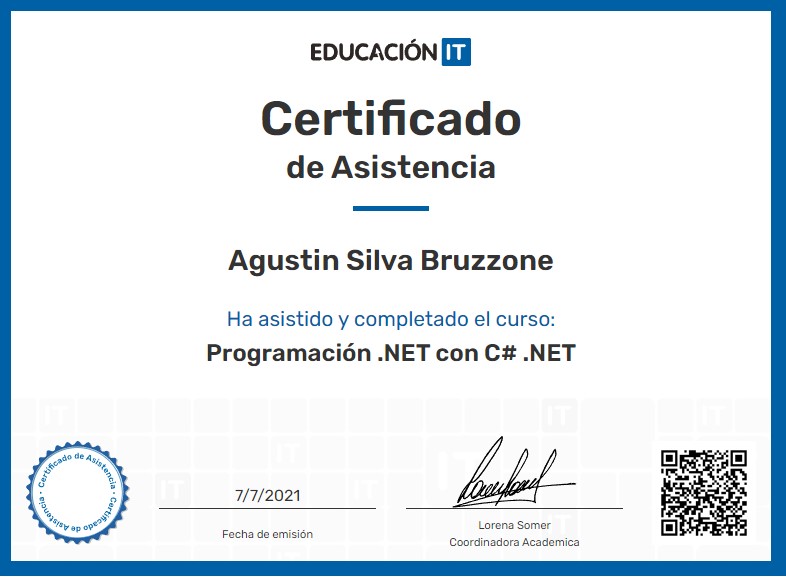 EDUCACIÓN IT
Certificado
de Asistencia
Agustin Silva Bruzzone
Ha asistido y completado el curso:
Programación .NET con C# .NET
Certificado de Asistencia · Certificado de Asistencia ·
7/7/2021
Fecha de emisión
Lorena Somer
Coordinadora Academica